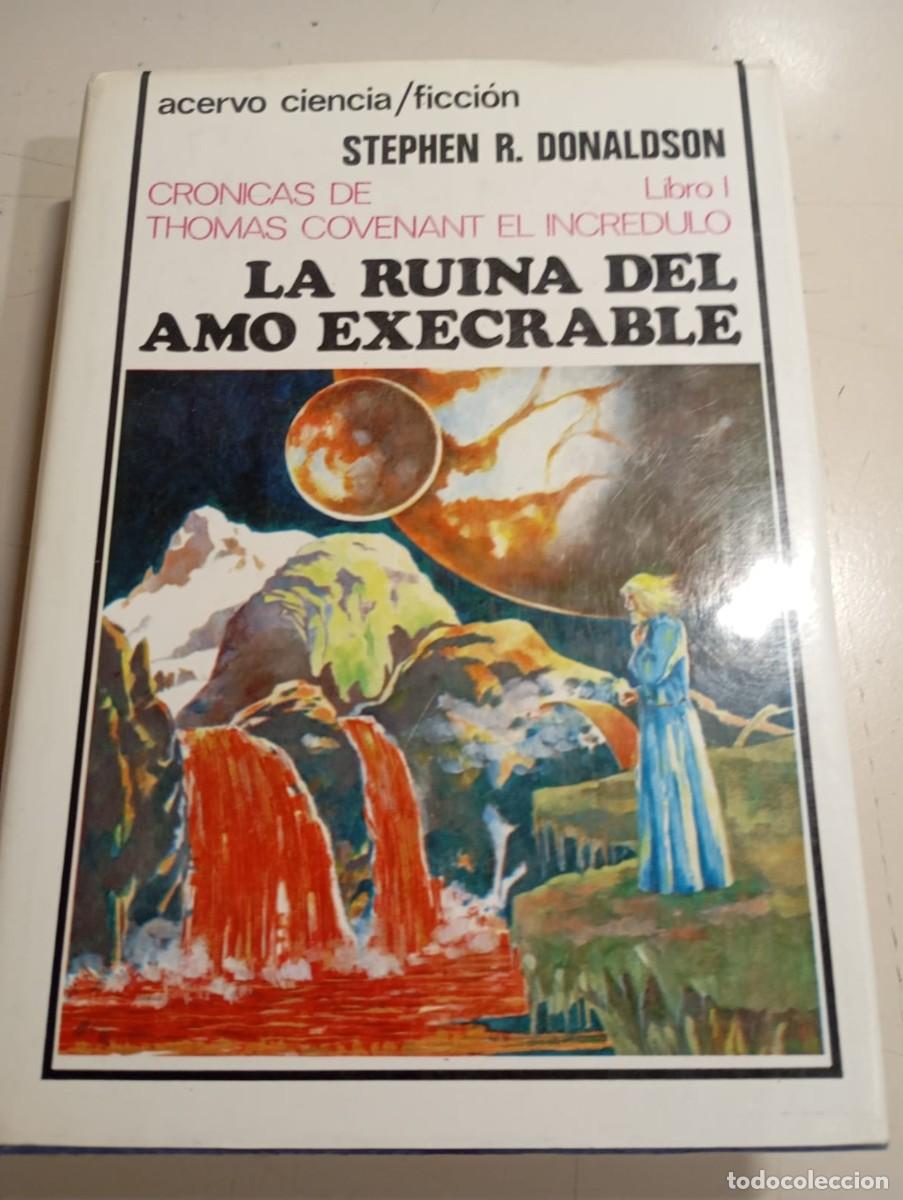 acervo ciencia/ficción
STEPHEN R. DONALDSON
CRONICAS DE Libro I
THOMAS COVENANT EL INCREDULO
LA RUINA DEL
AMO EXECRABLE
todocoleccion